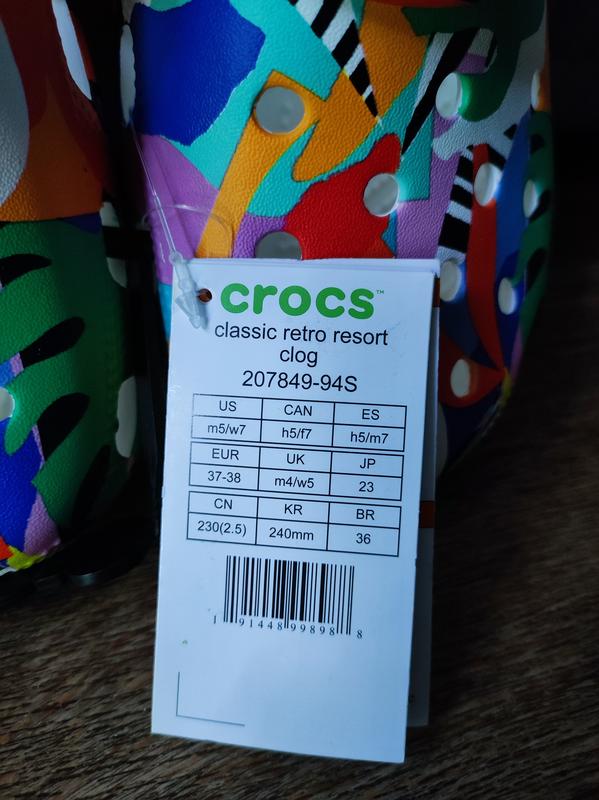 crocs™
classic retro resort
clog
207849-94S
US CAN ES
m5/w7 h5/f7 h5/m7
EUR UK JP
37-38 m4/w5 23
CN KR BR
230(2.5) 240mm 36
1 91448 99898 8